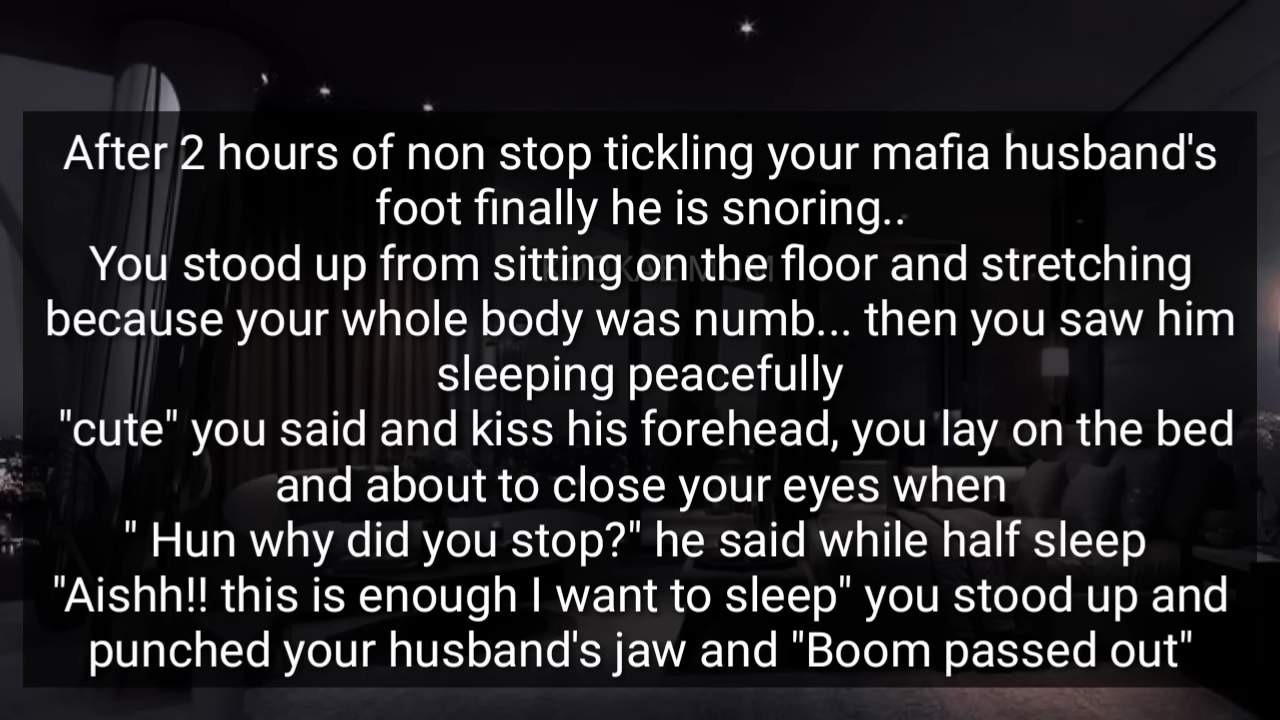 After 2 hours of non stop tickling your mafia husband's
foot finally he is snoring..
You stood up from sitting on the floor and stretching
because your whole body was numb... then you saw him
sleeping peacefully
"cute" you said and kiss his forehead, you lay on the bed
and about to close your eyes when
" Hun why did you stop?" he said while half sleep
"Aishh!! this is enough I want to sleep" you stood up and
punched your husband's jaw and "Boom passed out"